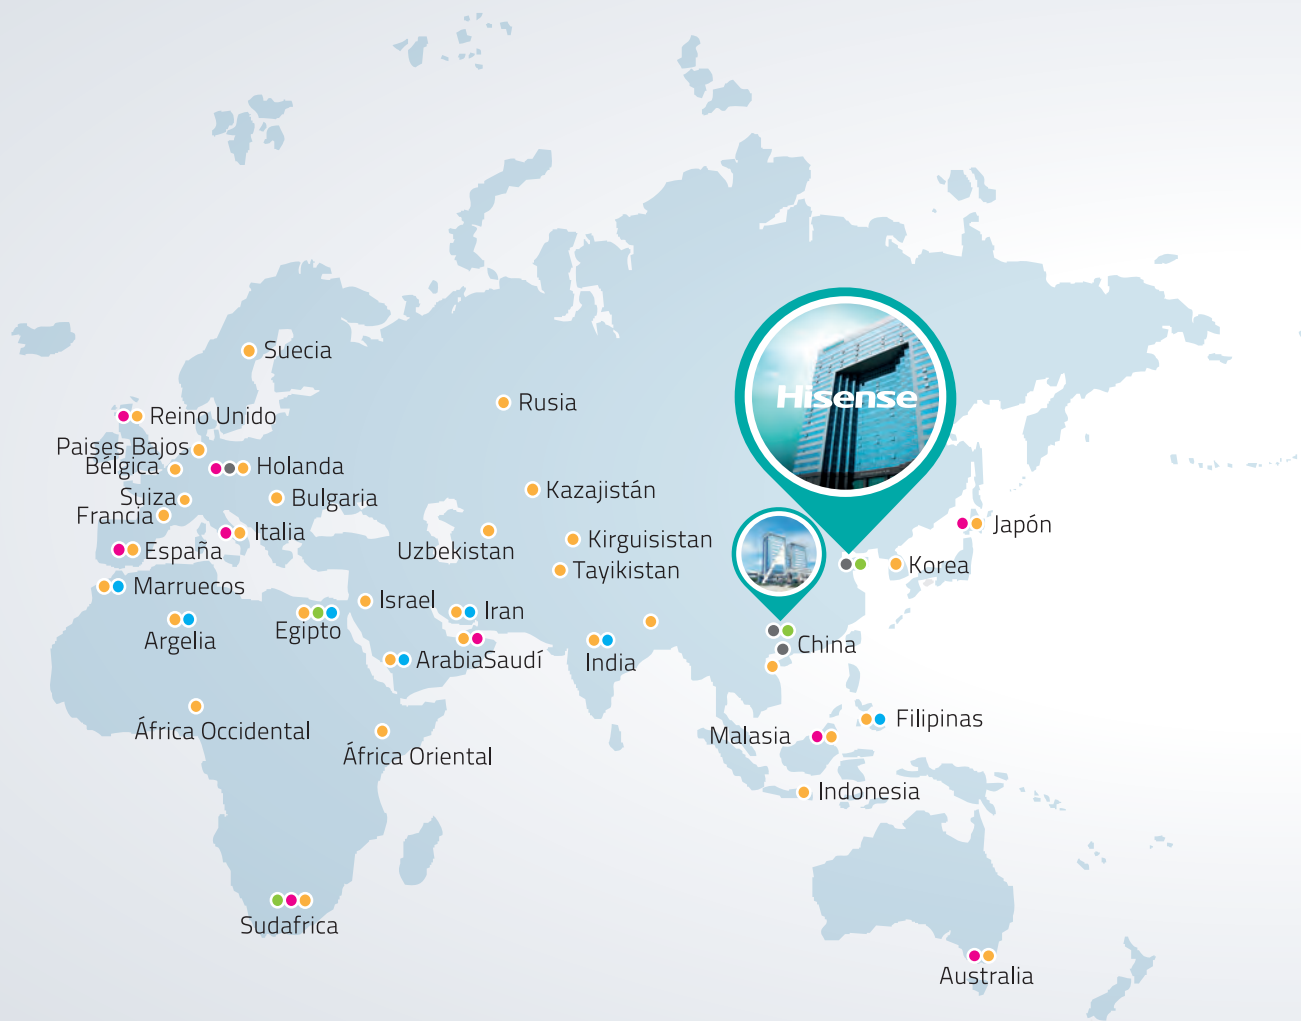 Hisense
Suecia
Rusia
Reino Unido
Paises Bajos
Bélgica
Holanda
Suiza
Bulgaria
Kazajistán
Francia
Italia
Japón
España
Uzbekistan
Kirguisistan
Korea
Tayikistan
Marruecos
Israel
Iran
Argelia
Egipto
China
ArabiaSaudí
India
África Occidental
Filipinas
África Oriental
Malasia
Indonesia
Sudafrica
Australia